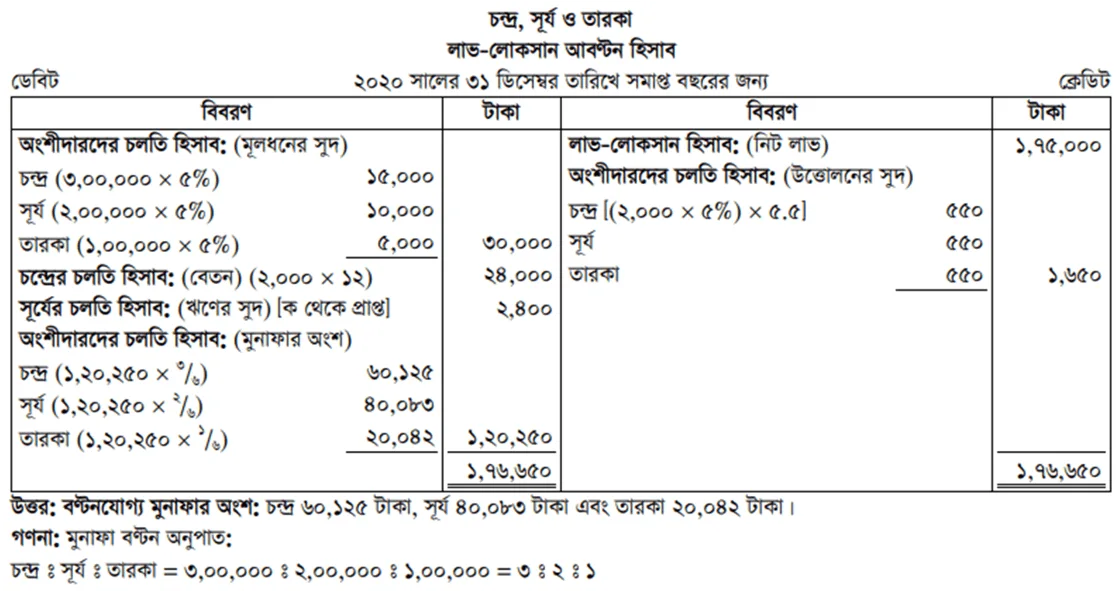 চন্দ্র, সূর্য ও তারকা
লাভ-লোকসান আবণ্টন হিসাব
ডেবিট ২০২০ সালের ৩১ ডিসেম্বর তারিখে সমাপ্ত বছরের জন্য ক্রেডিট
বিবরণ টাকা বিবরণ টাকা
অংশীদারদের চলতি হিসাব: (মূলধনের সুদ) লাভ-লোকসান হিসাব: (নিট লাভ) ১,৭৫,০০০
চন্দ্র (৩,০০,০০০ × ৫%) ১৫,০০০ অংশীদারদের চলতি হিসাব: (উত্তোলনের সুদ)
সূর্য (২,০০,০০০ × ৫%) ১০,০০০ চন্দ্র [(২,০০০ × ৫%) × ৫.৫] ৫৫০
তারকা (১,০০,০০০ × ৫%) ৫,০০০ ৩০,০০০ সূর্য ৫৫০
চন্দ্রের চলতি হিসাব: (বেতন) (২,০০০ × ১২) ২৪,০০০ তারকা ৫৫০ ১,৬৫০
সূর্যের চলতি হিসাব: (ঋণের সুদ) [ক থেকে প্রাপ্ত] ২,৪০০
অংশীদারদের চলতি হিসাব: (মুনাফার অংশ)
চন্দ্র (১,২০,২৫০ × ৩/৬) ৬০,১২৫
সূর্য (১,২০,২৫০ × ২/৬) ৪০,০৮৩
তারকা (১,২০,২৫০ × ১/৬) ২০,০৪২ ১,২০,২৫০
১,৭৬,৬৫০ ১,৭৬,৬৫০
উত্তর: বণ্টনযোগ্য মুনাফার অংশ: চন্দ্র ৬০,১২৫ টাকা, সূর্য ৪০,০৮৩ টাকা এবং তারকা ২০,০৪২ টাকা।
গণনা: মুনাফা বণ্টন অনুপাত:
চন্দ্র ঃ সূর্য ঃ তারকা = ৩,০০,০০০ ঃ ২,০০,০০০ ঃ ১,০০,০০০ = ৩ ঃ ২ ঃ ১